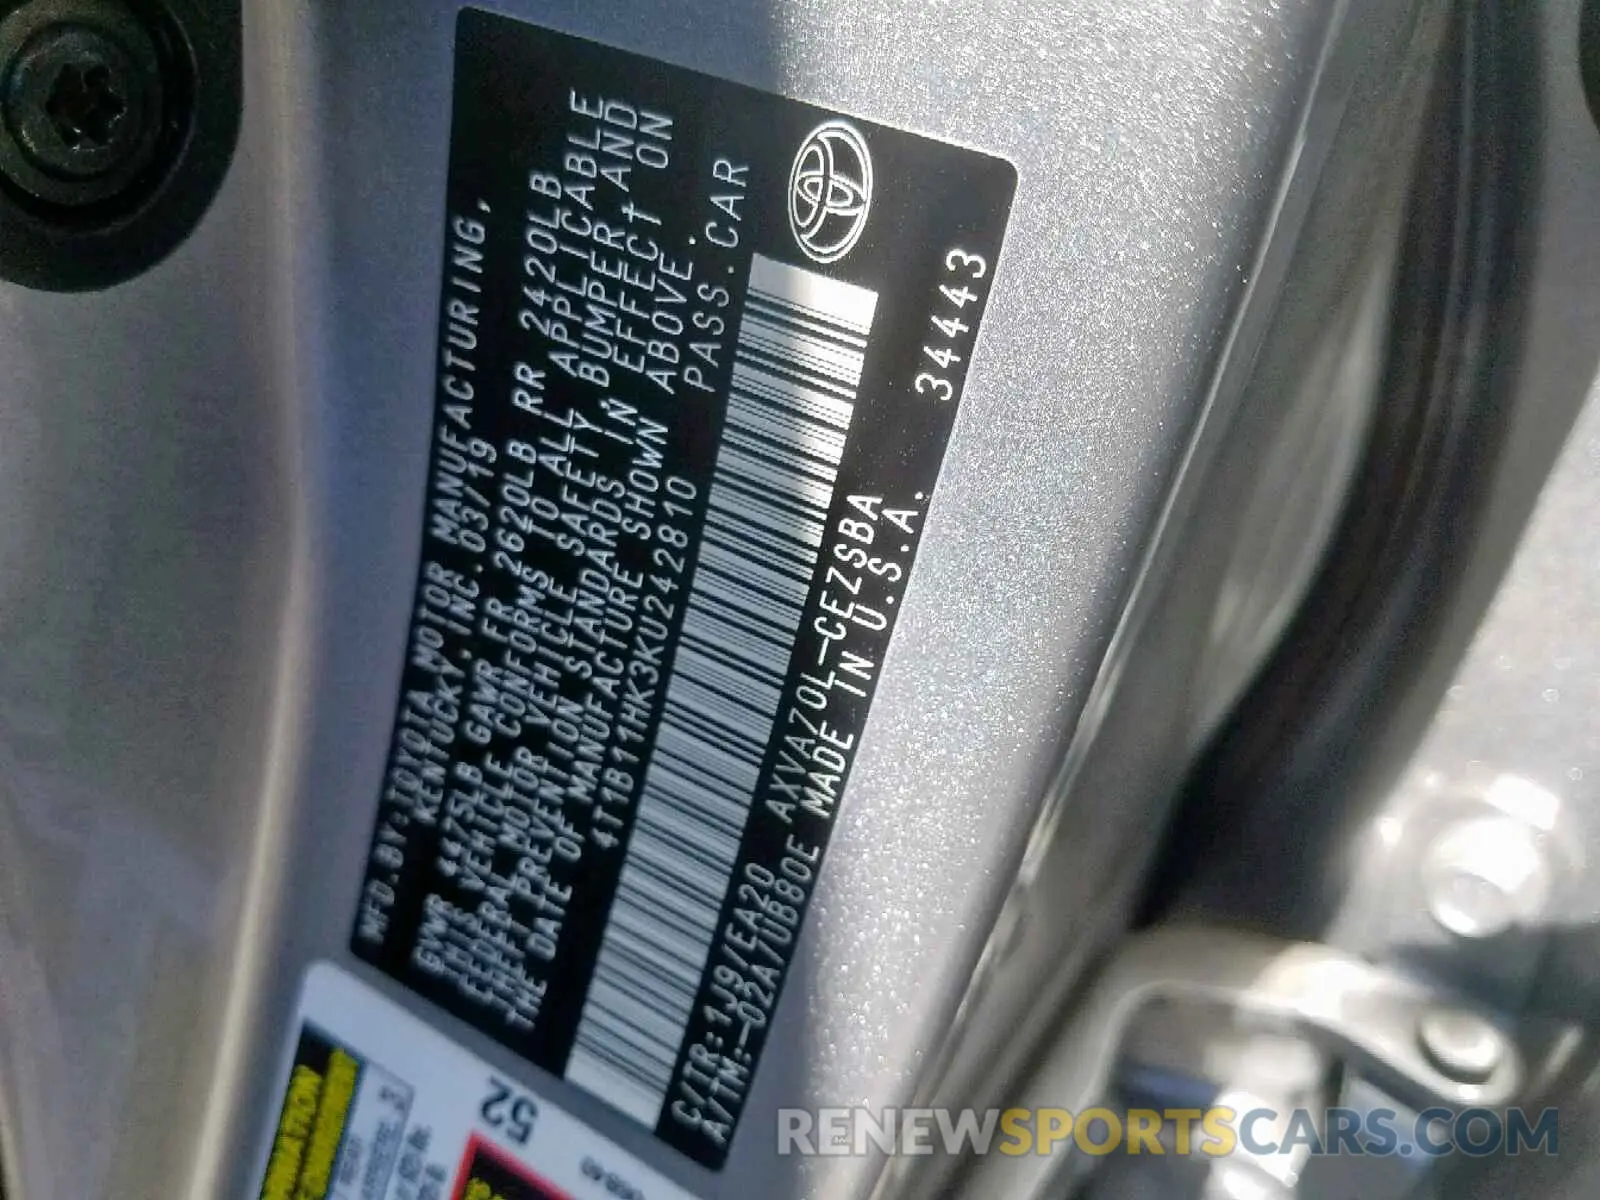 MFD.BY:TOYOTA MOTOR MANUFACTURING,
KENTUCKY,INC.03/19
GVWR 4475LB GAWR FR 2620LB RR 2420LB
THIS VEHICLE CONFORMS TO ALL APPLICABLE
FEDERAL MOTOR VEHICLE SAFETY BUMPER,AND
THEFT PREVENTION STANDARDS IN EFFECT ON
THE DATE OF MANUFACTURE SHOWN ABOVE.
4T1B11HK3KU242810 PASS.CAR
C/TR:1J9/EA20 AXVA70L-CEZSBA
A/TM:-02A/UB80E MADE IN U.S.A.
34443
52
RENEWSPORTSCARS.COM